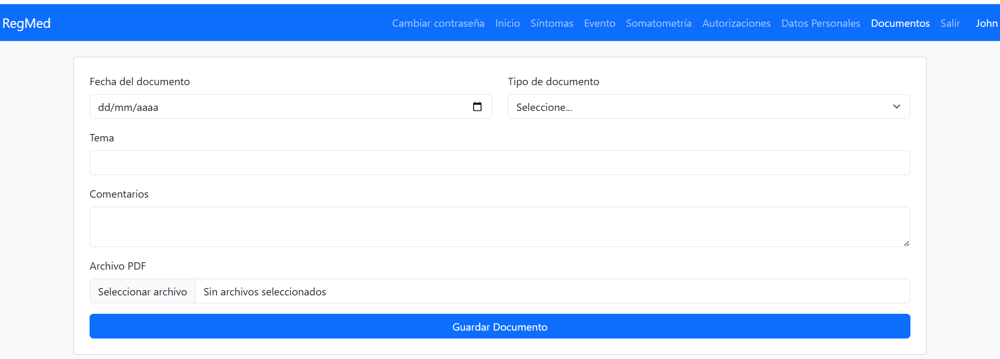 RegMed Cambiar contraseña Inicio Síntomas Evento Somatometría Autorizaciones Datos Personales Documentos Salir John
Fecha del documento Tipo de documento
dd/mm/aaaa Seleccione...
Tema
Comentarios
Archivo PDF
Seleccionar archivo Sin archivos seleccionados
Guardar Documento